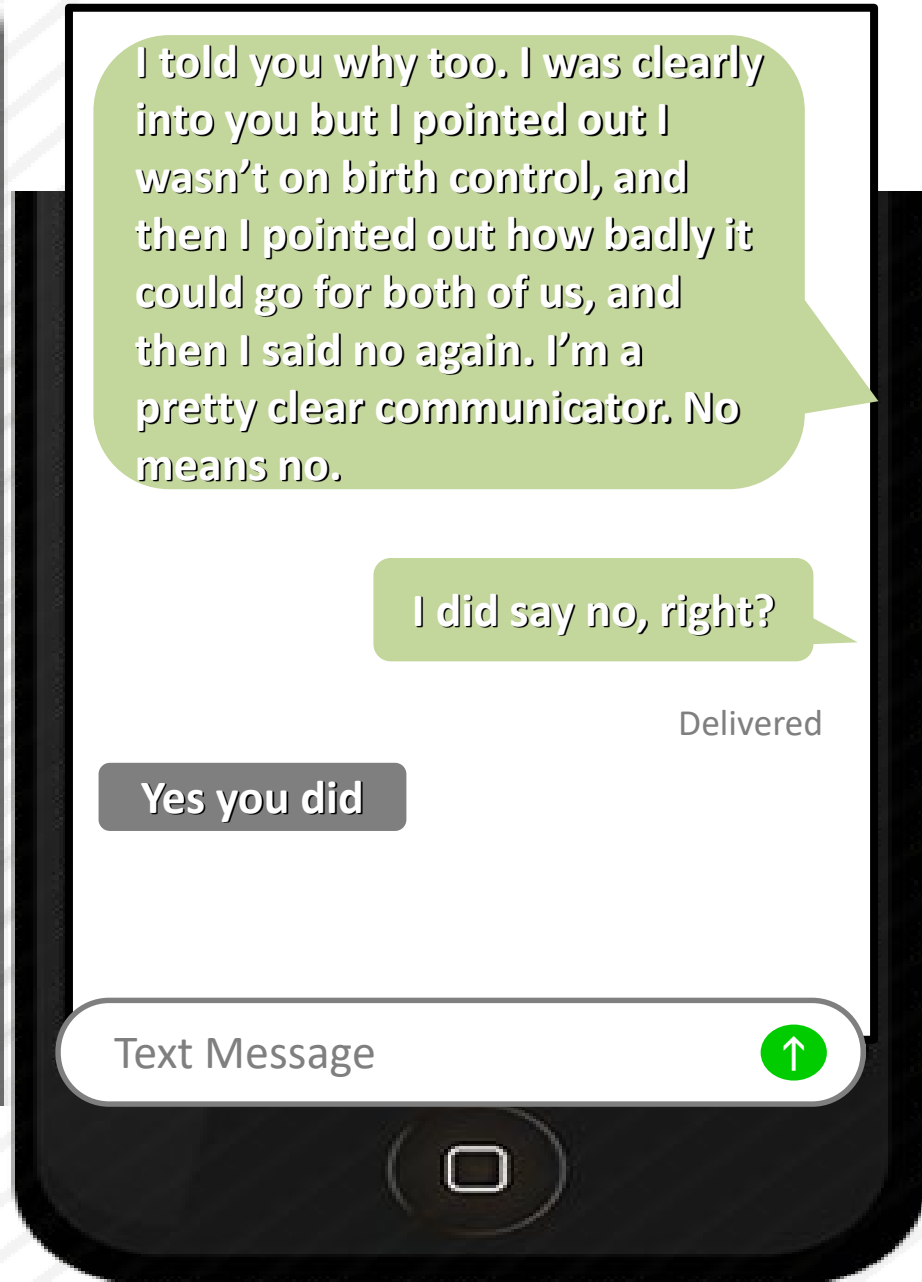 I told you why too. I was clearly
into you but I pointed out I
wasn’t on birth control, and
then I pointed out how badly it
could go for both of us, and
then I said no again. I’m a
pretty clear communicator. No
means no.
I did say no, right?
Delivered
Yes you did
Text Message